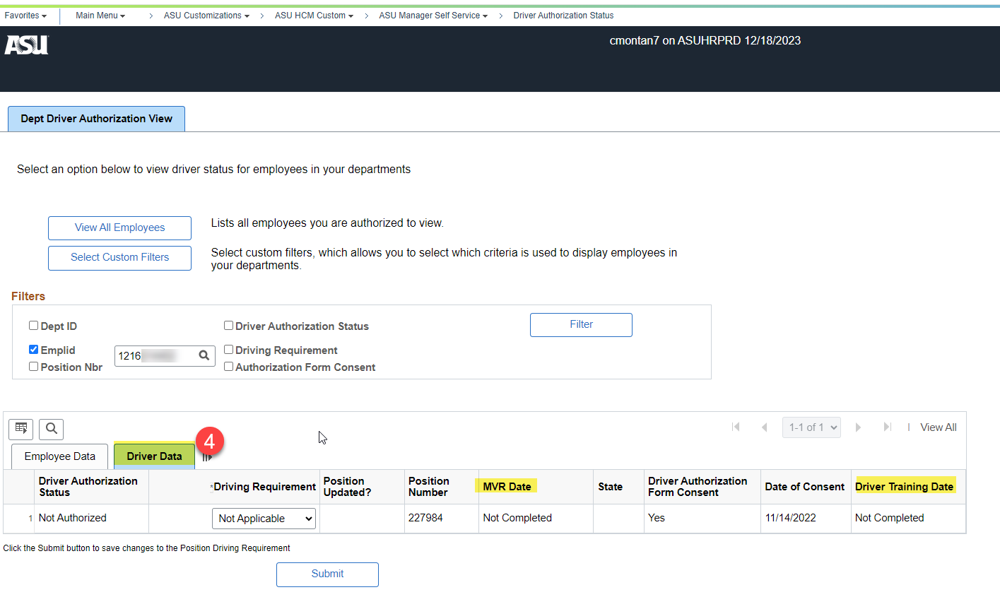 Favorites Main Menu > ASU Customizations > ASU HCM Custom > ASU Manager Self Service > Driver Authorization Status
ASU
cmontan7 on ASUHRPRD 12/18/2023
Dept Driver Authorization View
Select an option below to view driver status for employees in your departments
View All Employees
Lists all employees you are authorized to view.
Select Custom Filters
Select custom filters, which allows you to select which criteria is used to display employees in
your departments.
Filters
Dept ID
Driver Authorization Status
Filter
Emplid
1216
Driving Requirement
Position Nbr
Authorization Form Consent
1-1 of 1
| View All
Employee Data
Driver Data
4
Driver Authorization
Status
*Driving Requirement
Position
Updated?
Position
Number
MVR Date
State
Driver Authorization
Form Consent
Date of Consent
Driver Training Date
1
Not Authorized
Not Applicable
227984
Not Completed
Yes
11/14/2022
Not Completed
Click the Submit button to save changes to the Position Driving Requirement
Submit